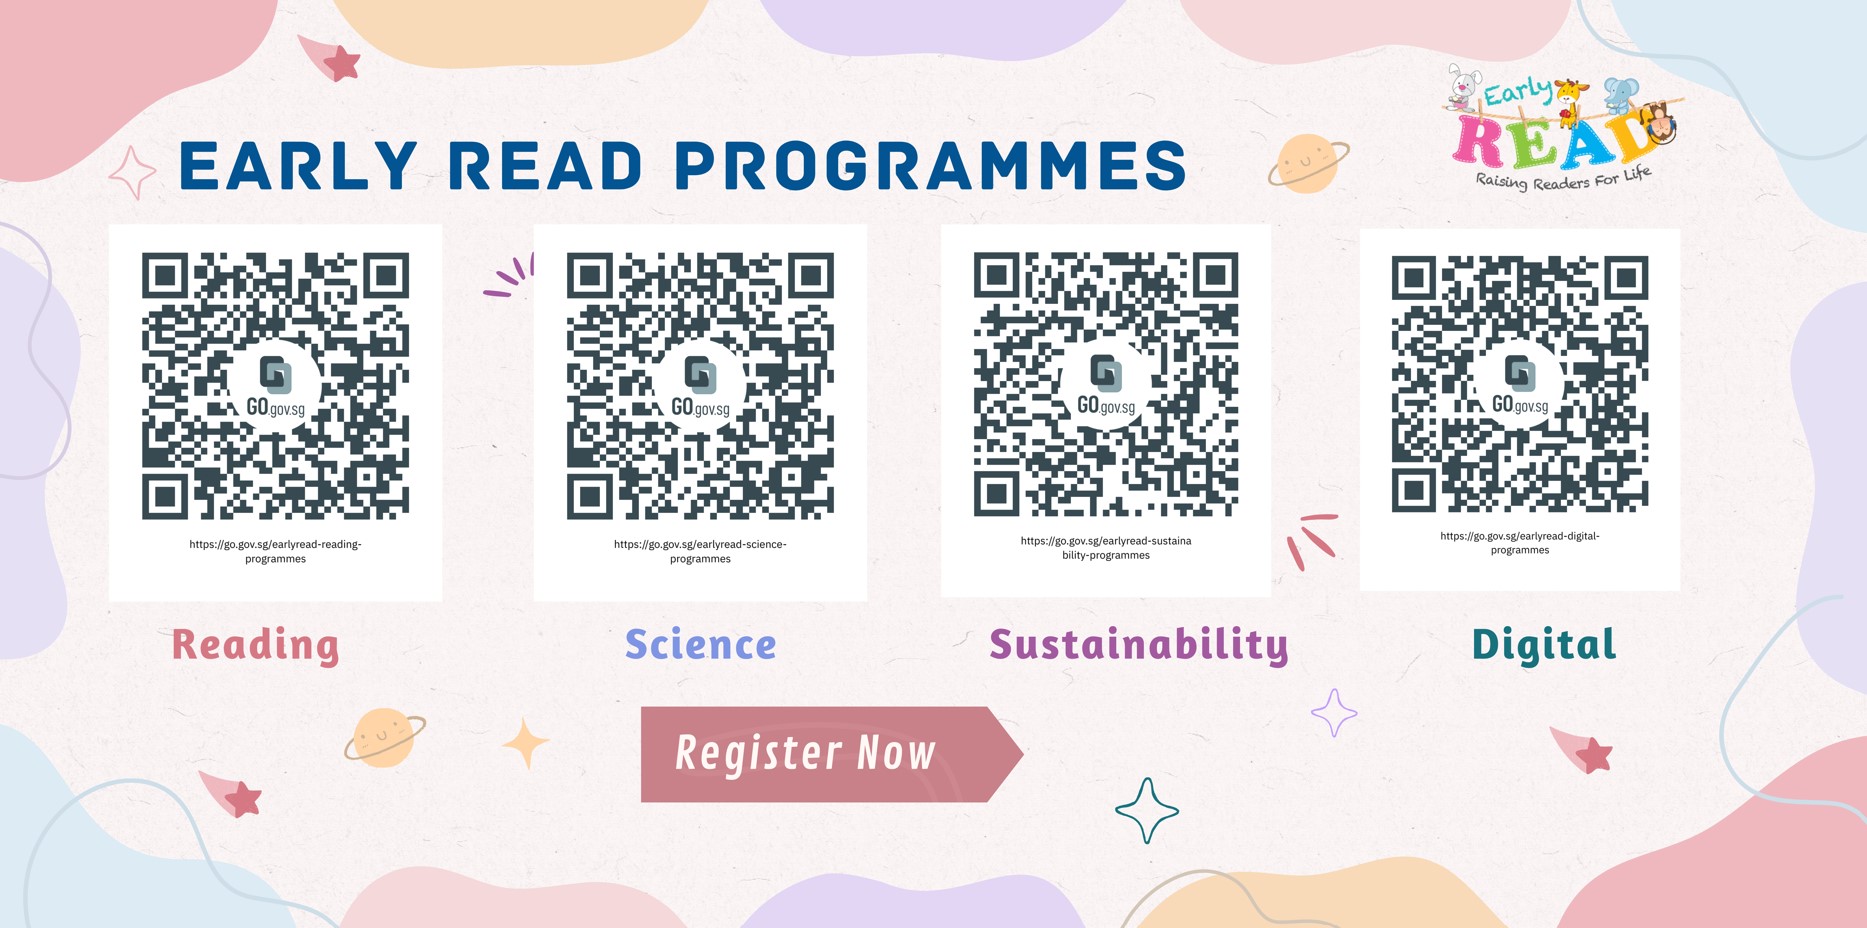 EARLY READ PROGRAMMES
Early
READ
Raising Readers For Life
GO.gov.sg
https://go.gov.sg/earlyread-reading-
programmes
Reading
GO.gov.sg
https://go.gov.sg/earlyread-science-
programmes
Science
GO.gov.sg
https://go.gov.sg/earlyread-sustaina
bility-programmes
Sustainability
GO.gov.sg
https://go.gov.sg/earlyread-digital-
programmes
Digital
Register Now